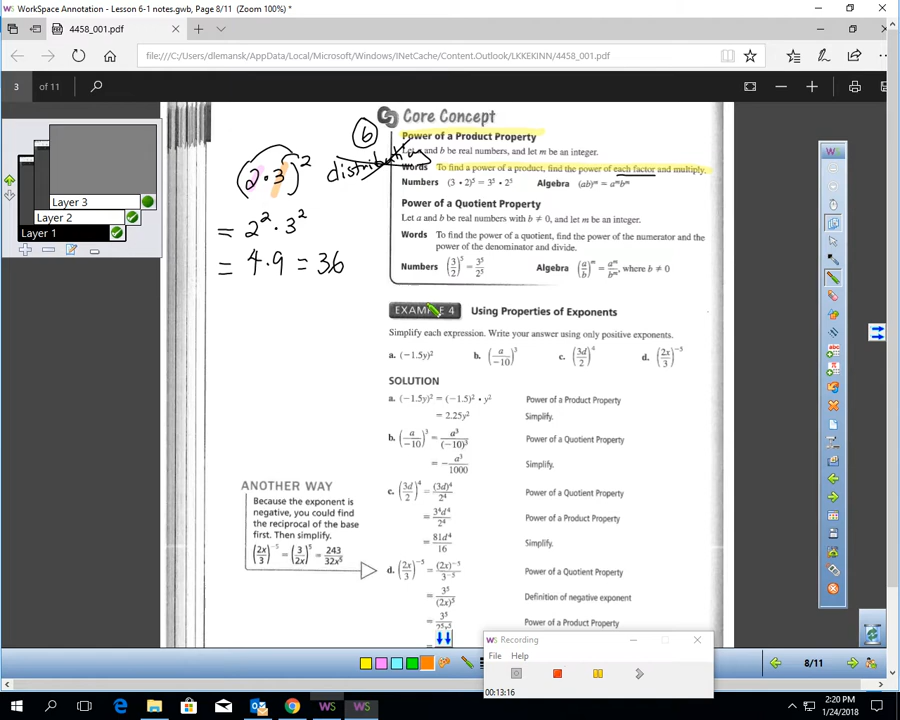 WorkSpace Annotation - Lesson 6-1 notes.gwb, Page 8/11 (Zoom 100%) *
4458_001.pdf
file:///C:/Users/dlemansk/AppData/Local/Microsoft/Windows/INetCache/Content.Outlook/LKKEKINN/4458_001.pdf
3 of 11
Layer 3
Layer 2
Layer 1
(2·3)²
= 2²·3²
= 4·9 = 36
6
distributing
Core Concept
Power of a Product Property
Let a and b be real numbers, and let m be an integer.
Words To find a power of a product, find the power of each factor and multiply.
Numbers (3 • 2)⁵ = 3⁵ • 2⁵ Algebra (ab)ᵐ = aᵐbᵐ
Power of a Quotient Property
Let a and b be real numbers with b ≠ 0, and let m be an integer.
Words To find the power of a quotient, find the power of the numerator and the
power of the denominator and divide.
Numbers (3/2)⁵ = 3⁵/2⁵ Algebra (a/b)ᵐ = aᵐ/bᵐ, where b ≠ 0
EXAMPLE 4 Using Properties of Exponents
Simplify each expression. Write your answer using only positive exponents.
a. (−1.5y)² b. (a/−10)³ c. (3d/2)⁴ d. (2x/3)⁻⁵
SOLUTION
a. (−1.5y)² = (−1.5)² • y² Power of a Product Property
= 2.25y² Simplify.
b. (a/−10)³ = a³/(−10)³ Power of a Quotient Property
= −a³/1000 Simplify.
c. (3d/2)⁴ = (3d)⁴/2⁴ Power of a Quotient Property
= 3⁴d⁴/2⁴ Power of a Product Property
= 81d⁴/16 Simplify.
d. (2x/3)⁻⁵ = (2x)⁻⁵/3⁻⁵ Power of a Quotient Property
= 3⁵/(2x)⁵ Definition of negative exponent
= 3⁵/2⁵x⁵ Power of a Product Property
ANOTHER WAY
Because the exponent is
negative, you could find
the reciprocal of the base
first. Then simplify.
(2x/3)⁻⁵ = (3/2x)⁵ = 243/32x⁵
Recording
File Help
00:13:16
8/11
2:20 PM
1/24/2018